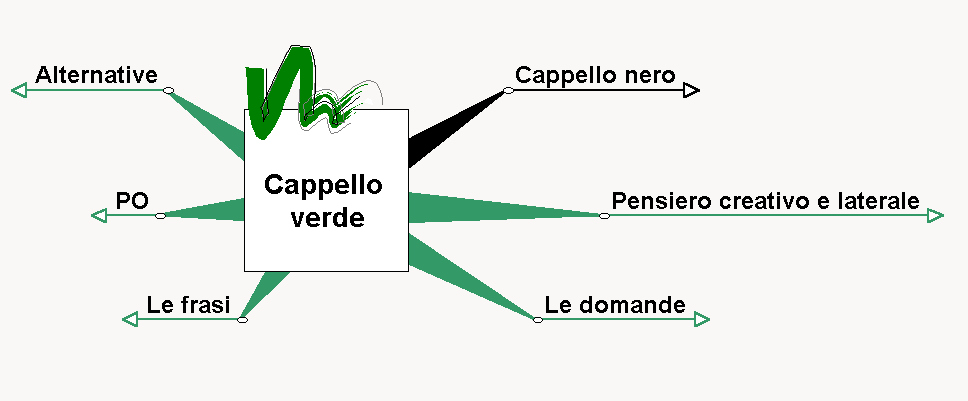 Alternative
Cappello nero
Cappello
verde
PO
Pensiero creativo e laterale
Le frasi
Le domande